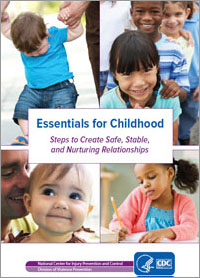 Essentials for Childhood
Steps to Create Safe, Stable,
and Nurturing Relationships
National Center for Injury Prevention and Control
Division of Violence Prevention
CDC